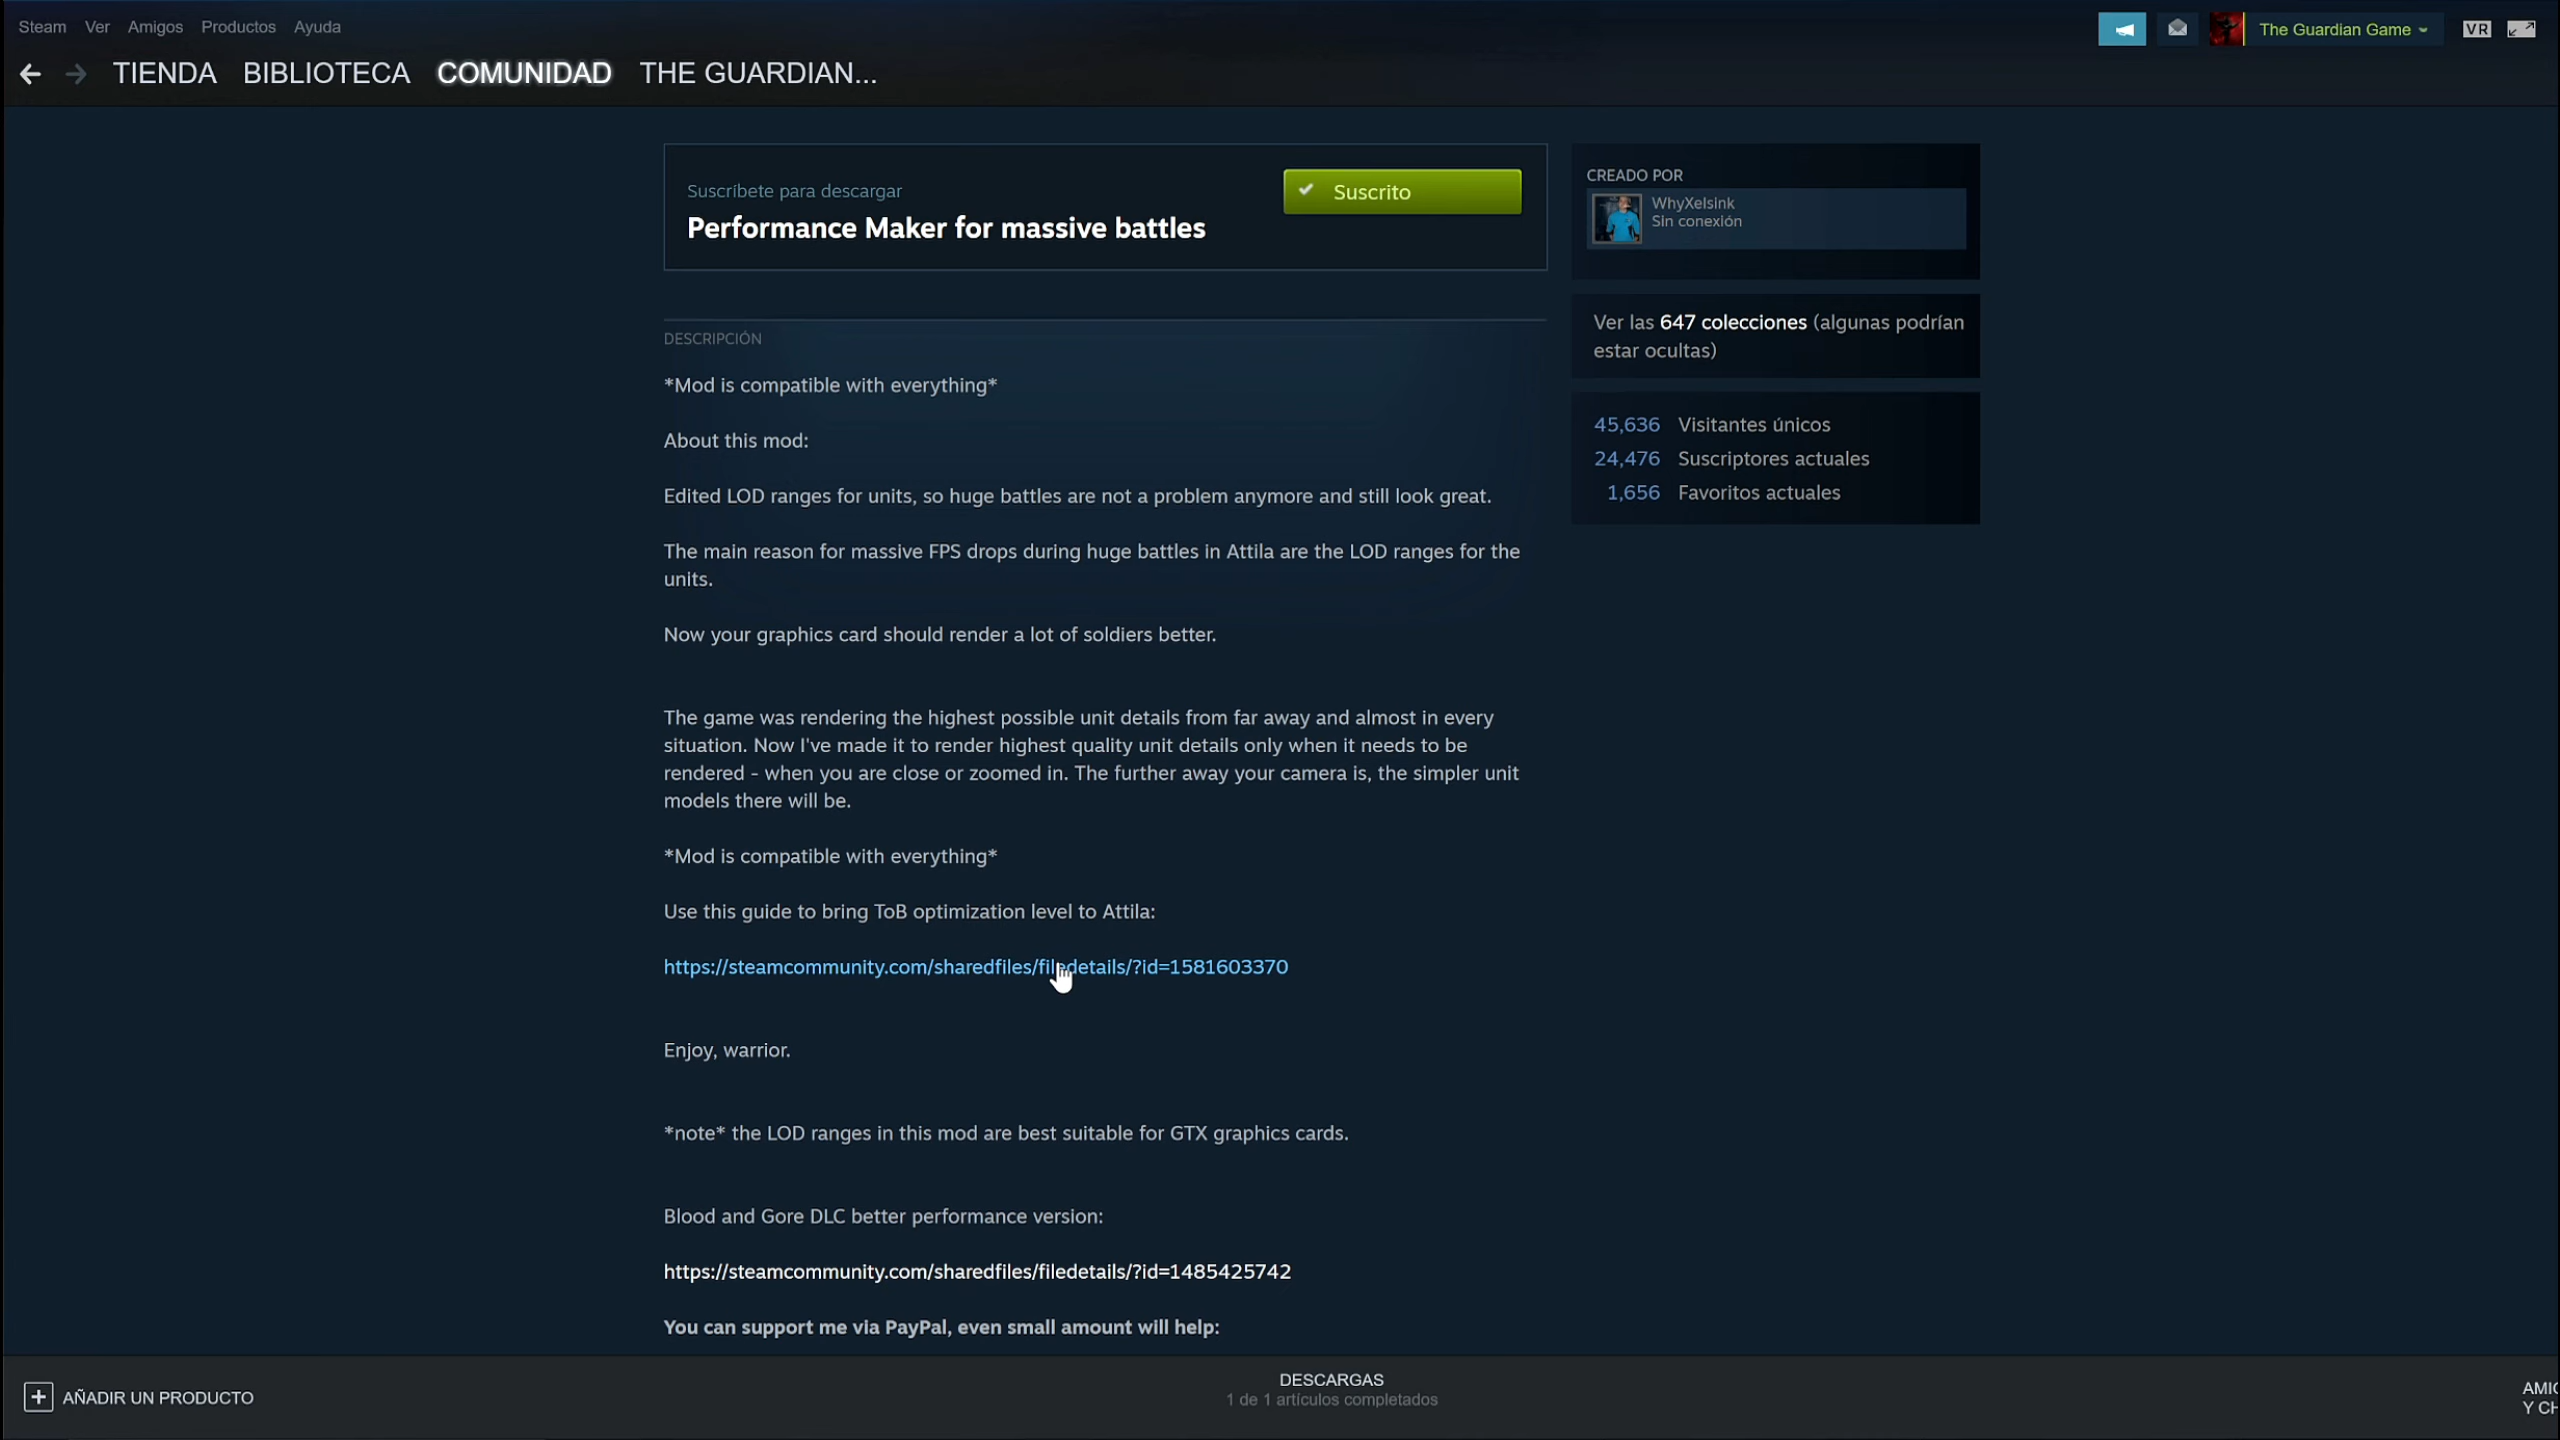 Steam Ver Amigos Productos Ayuda
The Guardian Game
VR
TIENDA BIBLIOTECA COMUNIDAD THE GUARDIAN...
Suscríbete para descargar
Performance Maker for massive battles
Suscrito
DESCRIPCIÓN
*Mod is compatible with everything*
About this mod:
Edited LOD ranges for units, so huge battles are not a problem anymore and still look great.
The main reason for massive FPS drops during huge battles in Attila are the LOD ranges for the
units.
Now your graphics card should render a lot of soldiers better.
The game was rendering the highest possible unit details from far away and almost in every
situation. Now I've made it to render highest quality unit details only when it needs to be
rendered - when you are close or zoomed in. The further away your camera is, the simpler unit
models there will be.
*Mod is compatible with everything*
Use this guide to bring ToB optimization level to Attila:
https://steamcommunity.com/sharedfiles/filedetails/?id=1581603370
Enjoy, warrior.
*note* the LOD ranges in this mod are best suitable for GTX graphics cards.
Blood and Gore DLC better performance version:
https://steamcommunity.com/sharedfiles/filedetails/?id=1485425742
You can support me via PayPal, even small amount will help:
CREADO POR
WhyXelsInk
Sin conexión
Ver las 647 colecciones (algunas podrían
estar ocultas)
45,636 Visitantes únicos
24,476 Suscriptores actuales
1,656 Favoritos actuales
AÑADIR UN PRODUCTO
DESCARGAS
1 de 1 artículos completados